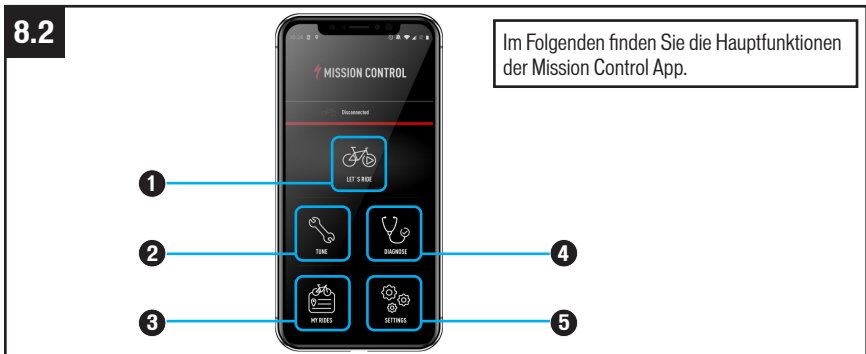 8.2
Im Folgenden finden Sie die Hauptfunktionen
der Mission Control App.
MISSION CONTROL
Disconnected
1
LET'S RIDE
2
TUNE
DIAGNOSE
4
3
MY RIDES
SETTINGS
5